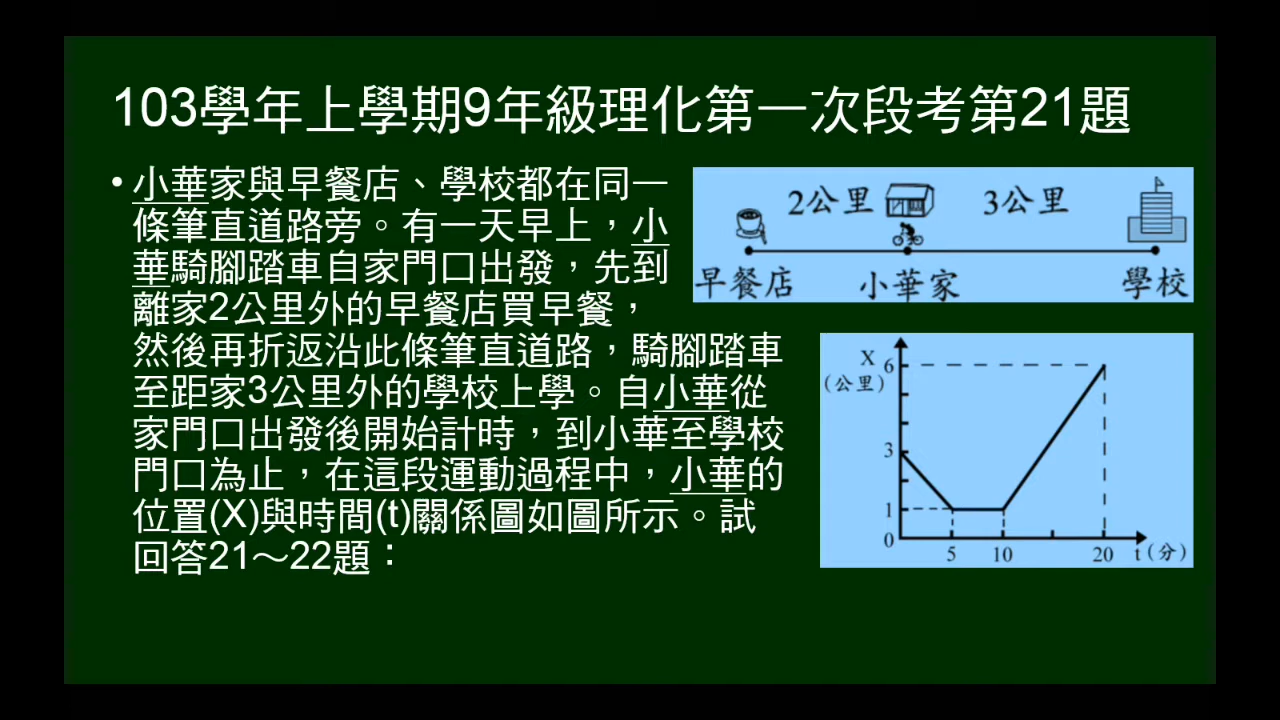 103學年上學期9年級理化第一次段考第21題
• 小華家與早餐店、學校都在同一
條筆直道路旁。有一天早上，小
華騎腳踏車自家門口出發，先到
離家2公里外的早餐店買早餐，
然後再折返沿此條筆直道路，騎腳踏車
至距家3公里外的學校上學。自小華從
家門口出發後開始計時，到小華至學校
門口為止，在這段運動過程中，小華的
位置(X)與時間(t)關係圖如圖所示。試
回答21～22題：
2公里 3公里
早餐店 小華家 學校
X 6
(公里)
3
1
0
5 10 20 t(分)